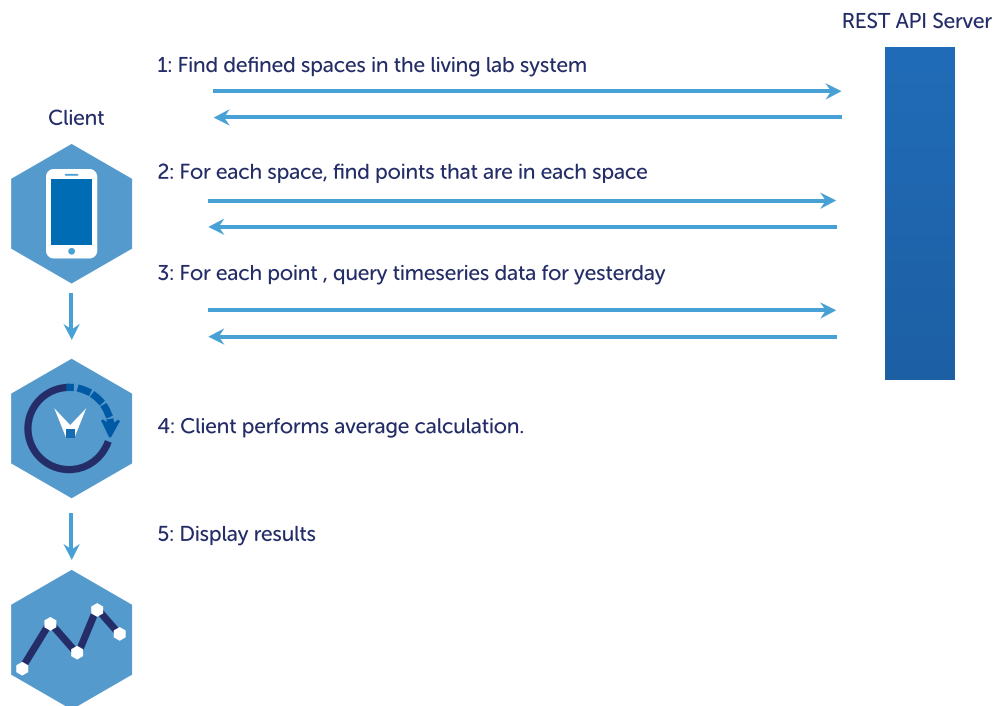 REST API Server
1: Find defined spaces in the living lab system
Client
2: For each space, find points that are in each space
3: For each point , query timeseries data for yesterday
4: Client performs average calculation.
5: Display results